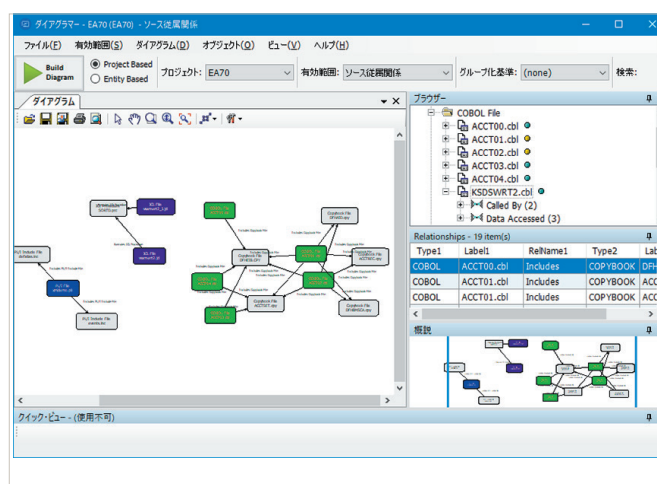 ダイアグラマー - EA70 (EA70) - ソース従属関係
ファイル(F) 有効範囲(S) ダイアグラム(D) オブジェクト(O) ビュー(V) ヘルプ(H)
Build Diagram
Project Based
Entity Based
プロジェクト: EA70
有効範囲: ソース従属関係
グループ化基準: (none)
検索:
ダイアグラム
ブラウザー
COBOL File
ACCT00.cbl
ACCT01.cbl
ACCT02.cbl
ACCT03.cbl
ACCT04.cbl
KSDSWRT2.cbl
Called By (2)
Data Accessed (3)
Relationships - 19 item(s)
Type1 Label1 RelName1 Type2 Lab
COBOL ACCT00.cbl Includes COPYBOOK DFH
COBOL ACCT01.cbl Includes COPYBOOK ACC
COBOL ACCT01.cbl Includes COPYBOOK ACC
概説
クイック・ビュー - (使用不可)